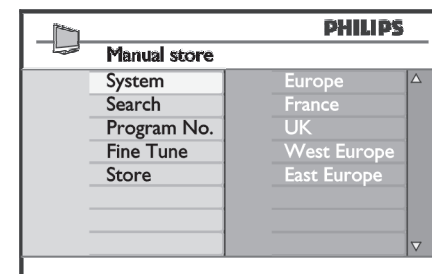 PHILIPS
Manual store
System Europe
Search France
Program No. UK
Fine Tune West Europe
Store East Europe